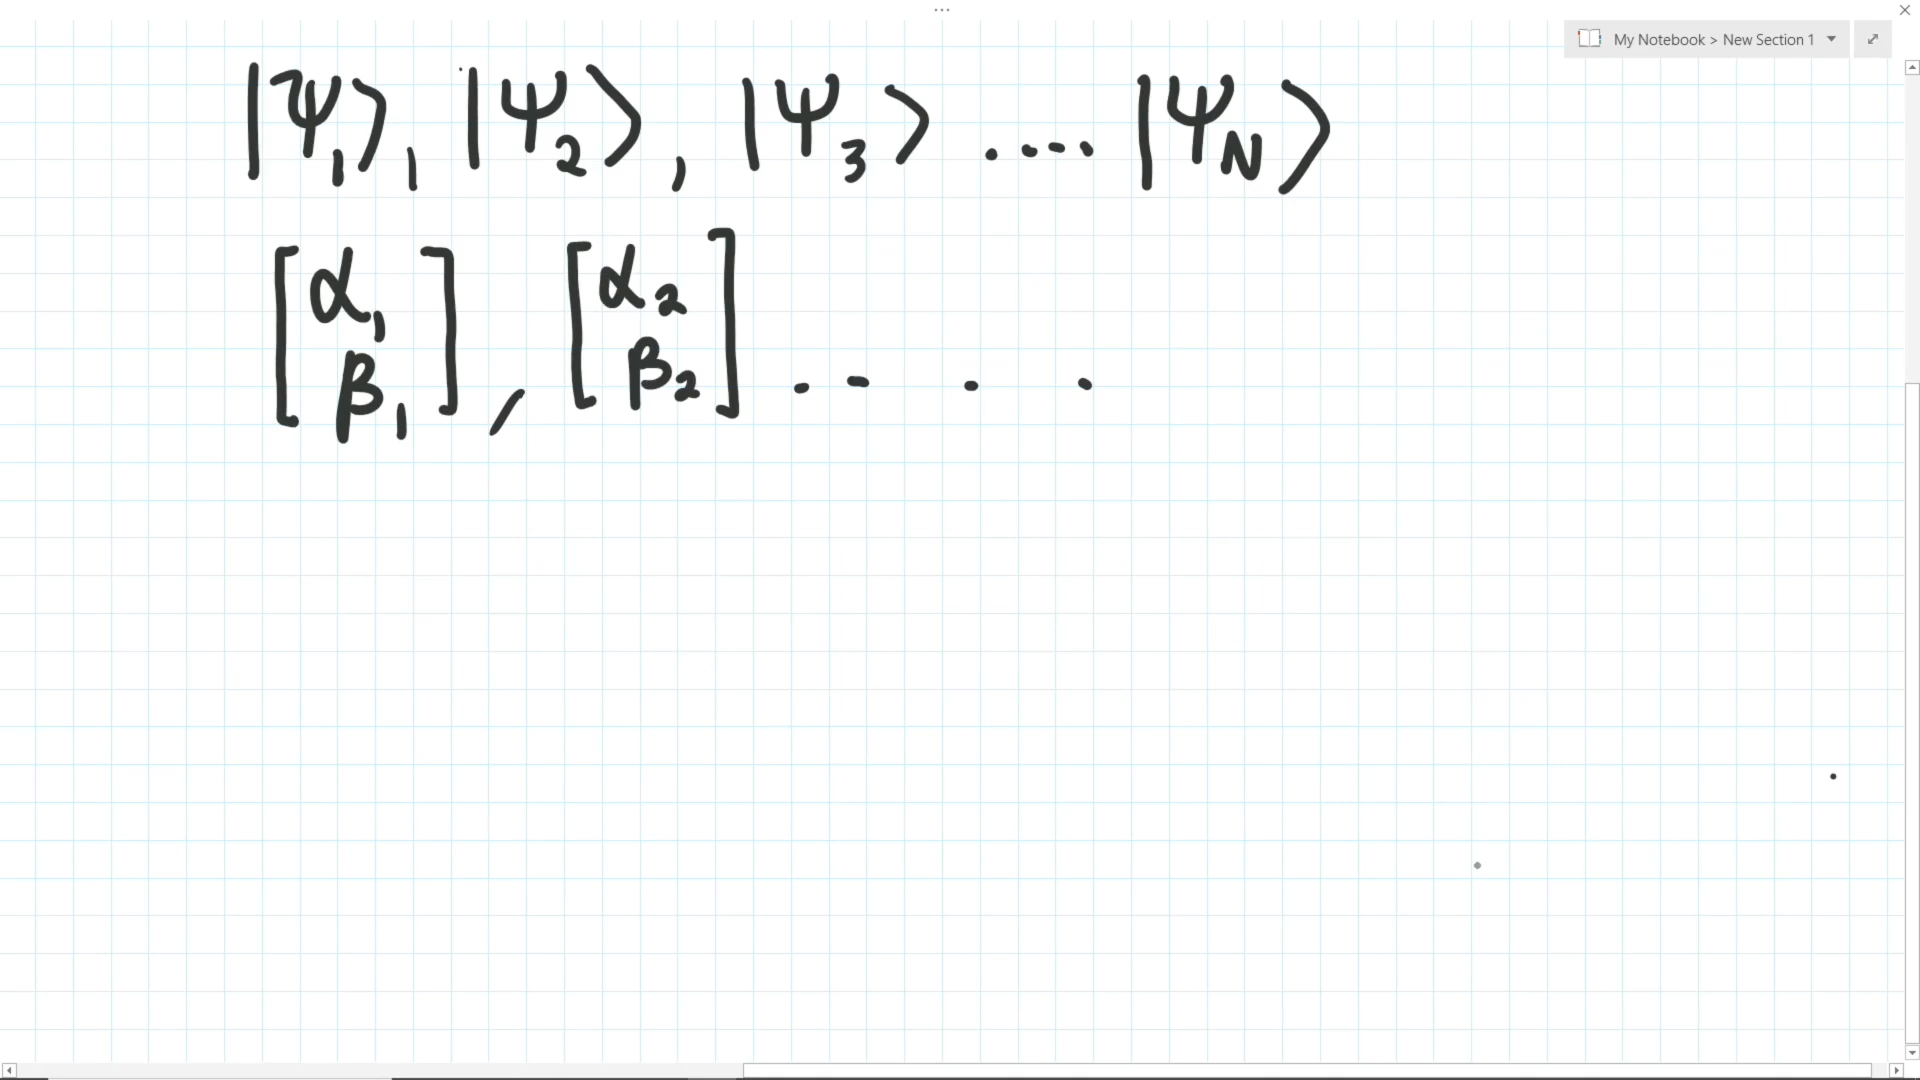 My Notebook > New Section 1
|Ψ₁⟩, |Ψ₂⟩, |Ψ₃⟩ .... |Ψ_N⟩
[α₁ β₁], [α₂ β₂] . . . .